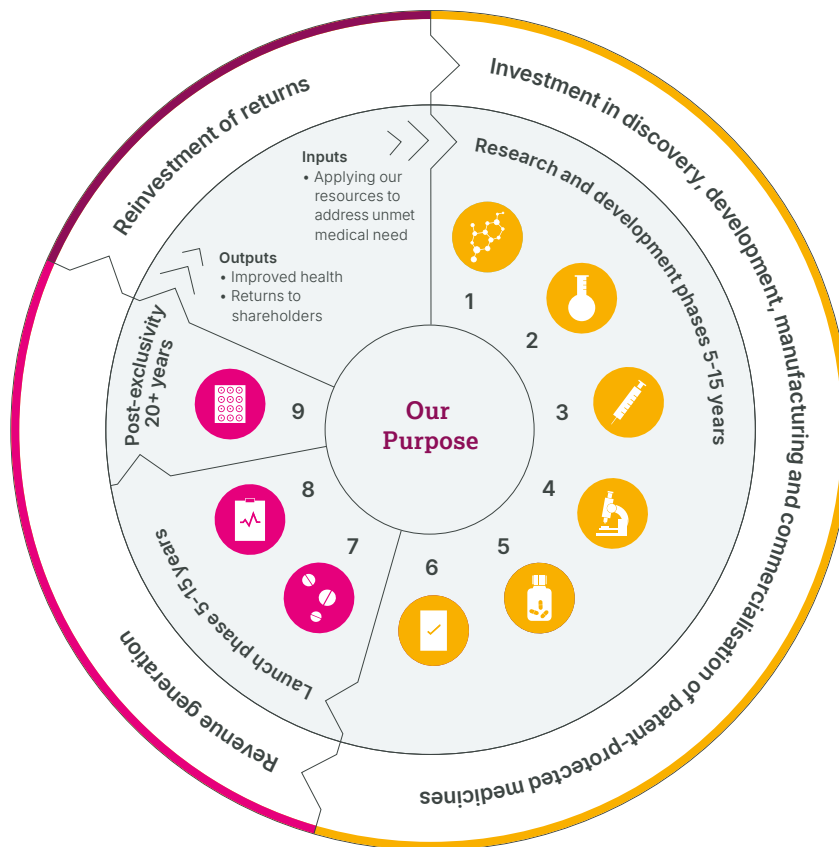 Investment in discovery, development, manufacturing and commercialisation of patent-protected medicines
Research and development phases 5-15 years
1
2
3
4
5
6
Revenue generation
Launch phase 5-15 years
7
8
Post-exclusivity
20+ years
9
Reinvestment of returns
Outputs
• Improved health
• Returns to
shareholders
Inputs
• Applying our
resources to
address unmet
medical need
Our
Purpose